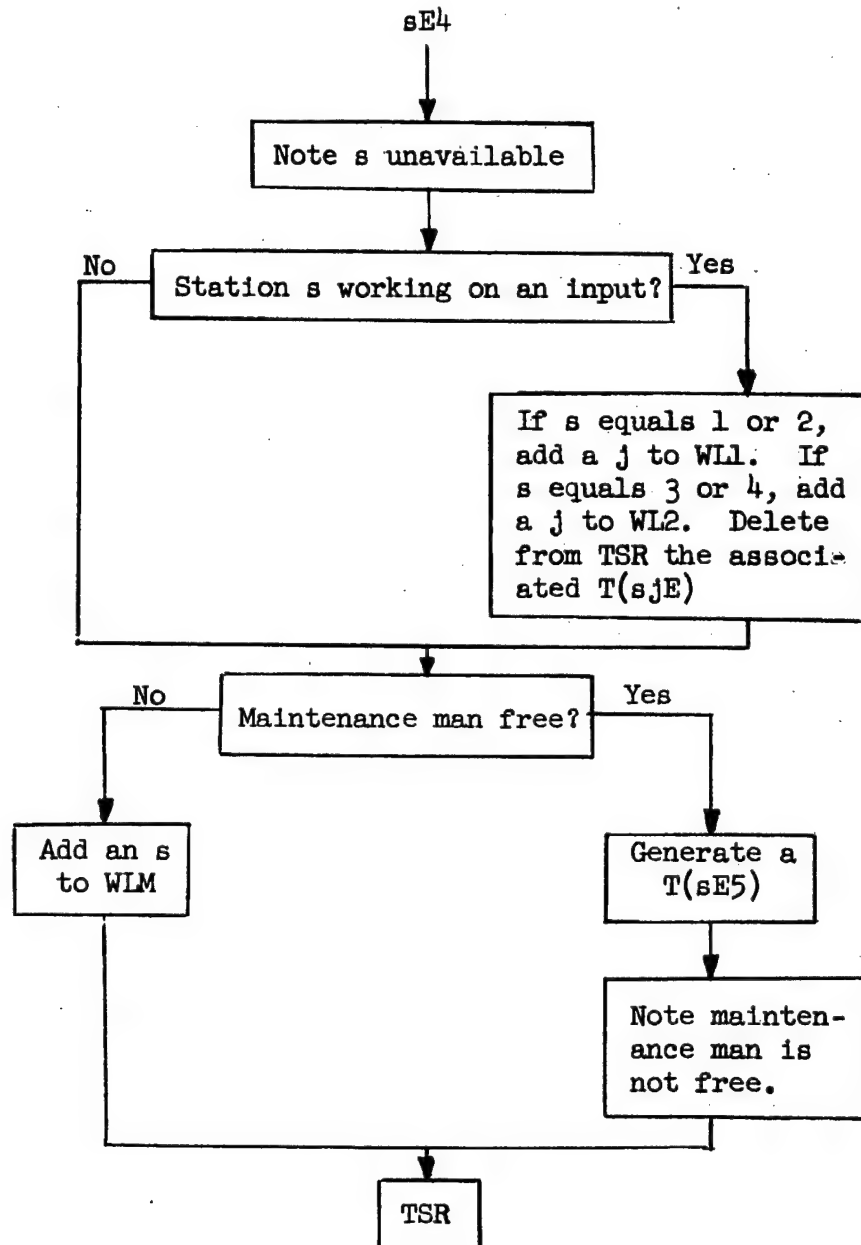 sE4
Note s unavailable
No
Yes
Station s working on an input?
If s equals 1 or 2,
add a j to WL1. If
s equals 3 or 4, add
a j to WL2. Delete
from TSR the associ-
ated T(sjE)
No
Yes
Maintenance man free?
Add an s
to WLM
Generate a
T(sE5)
Note mainten-
ance man is
not free.
TSR